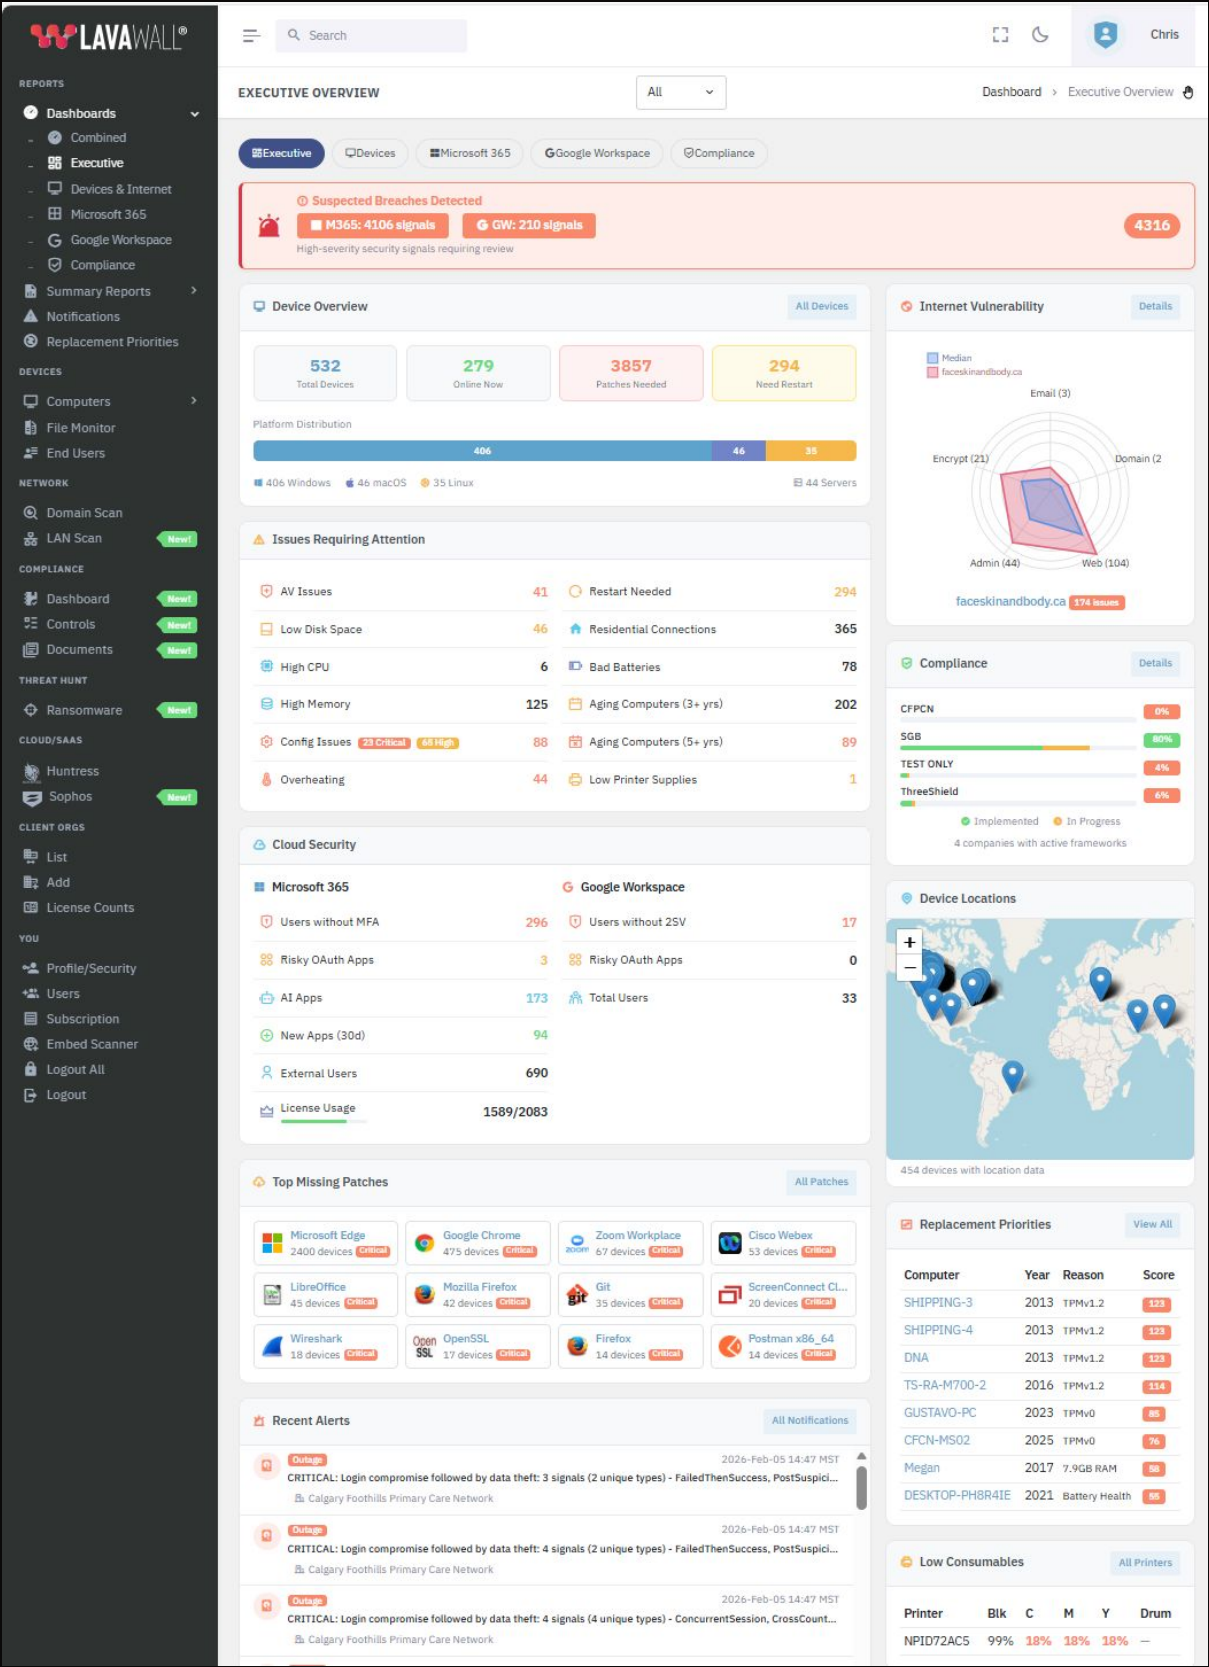 LAVAWALL®
REPORTS
Dashboards
Combined
Executive
Devices & Internet
Microsoft 365
Google Workspace
Compliance
Summary Reports
Notifications
Replacement Priorities
DEVICES
Computers
File Monitor
End Users
NETWORK
Domain Scan
LAN Scan New!
COMPLIANCE
Dashboard New!
Controls New!
Documents New!
THREAT HUNT
Ransomware New!
CLOUD/SAAS
Huntress
Sophos New!
CLIENT ORGS
List
Add
License Counts
YOU
Profile/Security
Users
Subscription
Embed Scanner
Logout All
Logout
Search
Chris
EXECUTIVE OVERVIEW
All
Dashboard > Executive Overview
Executive Devices Microsoft 365 Google Workspace Compliance
Suspected Breaches Detected
M365: 4106 signals G GW: 210 signals
High-severity security signals requiring review
4316
Device Overview All Devices
532 279 3857 294
Total Devices Online Now Patches Needed Need Restart
Platform Distribution
406 46 35
406 Windows 46 macOS 35 Linux 44 Servers
Issues Requiring Attention
AV Issues 41 Restart Needed 294
Low Disk Space 46 Residential Connections 365
High CPU 6 Bad Batteries 78
High Memory 125 Aging Computers (3+ yrs) 202
Config Issues 23 Critical 65 High 88 Aging Computers (5+ yrs) 89
Overheating 44 Low Printer Supplies 1
Cloud Security
Microsoft 365 G Google Workspace
Users without MFA 296 Users without 2SV 17
Risky OAuth Apps 3 Risky OAuth Apps 0
AI Apps 173 Total Users 33
New Apps (30d) 94
External Users 690
License Usage 1589/2083
Top Missing Patches All Patches
Microsoft Edge Google Chrome zoom Zoom Workplace Cisco Webex
2400 devices Critical 475 devices Critical 67 devices Critical 53 devices Critical
LibreOffice Mozilla Firefox git Git ScreenConnect Cl...
45 devices Critical 42 devices Critical 35 devices Critical 20 devices Critical
Wireshark Open SSL OpenSSL Firefox Postman x86_64
18 devices Critical 17 devices Critical 14 devices Critical 14 devices Critical
Recent Alerts All Notifications
Outage 2026-Feb-05 14:47 MST
CRITICAL: Login compromise followed by data theft: 3 signals (2 unique types) - FailedThenSuccess, PostSuspici...
Calgary Foothills Primary Care Network
Outage 2026-Feb-05 14:47 MST
CRITICAL: Login compromise followed by data theft: 4 signals (2 unique types) - FailedThenSuccess, PostSuspici...
Calgary Foothills Primary Care Network
Outage 2026-Feb-05 14:47 MST
CRITICAL: Login compromise followed by data theft: 4 signals (4 unique types) - ConcurrentSession, CrossCount...
Calgary Foothills Primary Care Network
Internet Vulnerability Details
Median
faceskinandbody.ca
Email (3)
Encrypt (21) Domain (2
Admin (44) Web (104)
faceskinandbody.ca 174 issues
Compliance Details
CFPCN 0%
SGB 80%
TEST ONLY 4%
ThreeShield 6%
Implemented In Progress
4 companies with active frameworks
Device Locations
+
−
454 devices with location data
Replacement Priorities View All
Computer Year Reason Score
SHIPPING-3 2013 TPMv1.2 123
SHIPPING-4 2013 TPMv1.2 123
DNA 2013 TPMv1.2 123
TS-RA-M700-2 2016 TPMv1.2 114
GUSTAVO-PC 2023 TPMv0 85
CFCN-MS02 2025 TPMv0 76
Megan 2017 7.9GB RAM 58
DESKTOP-PH8R4IE 2021 Battery Health 55
Low Consumables All Printers
Printer Blk C M Y Drum
NPID72AC5 99% 18% 18% 18% —